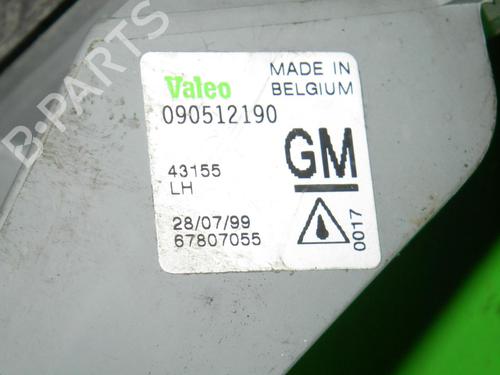 Valeo
MADE IN
BELGIUM
090512190
GM
43155
LH
28/07/99
67807055
0017
B-PARTS